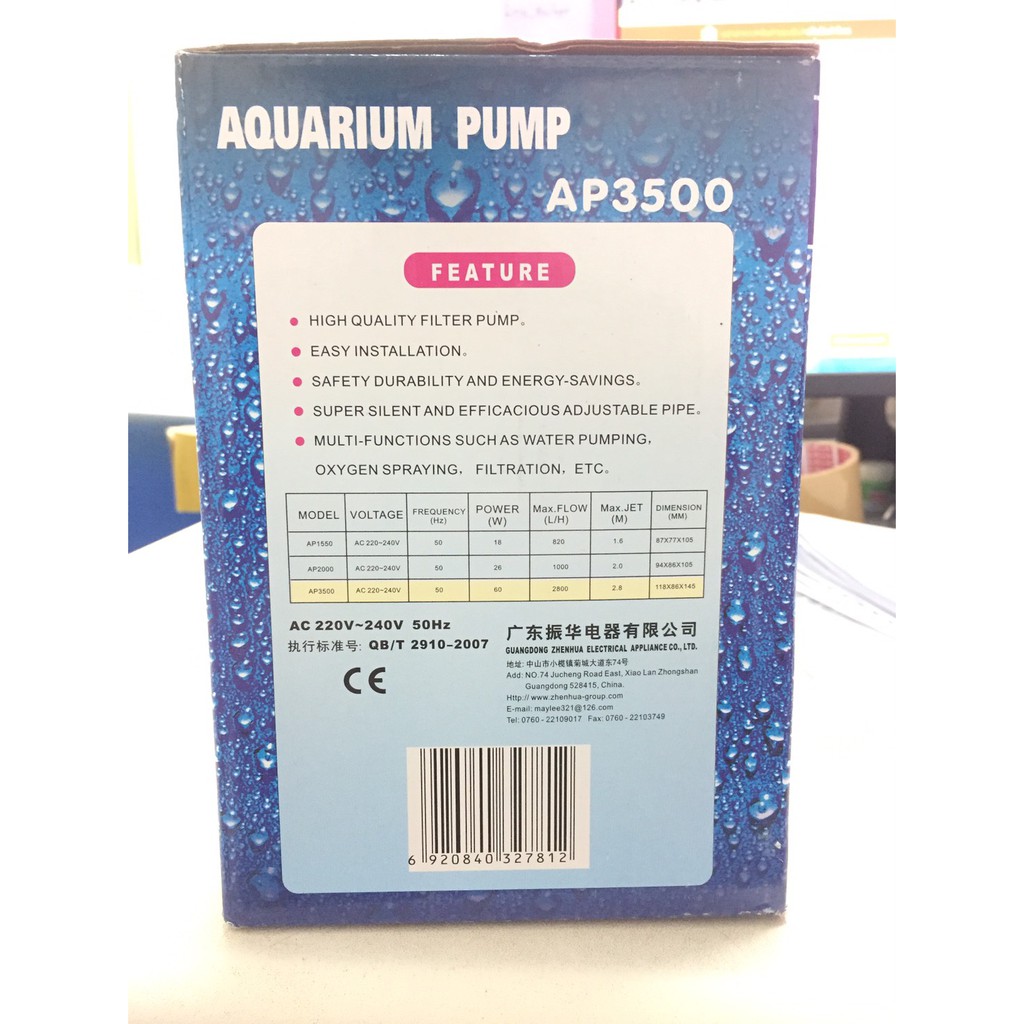 AQUARIUM PUMP
AP3500
FEATURE
HIGH QUALITY FILTER PUMP。
EASY INSTALLATION。
SAFETY DURABILITY AND ENERGY-SAVINGS。
SUPER SILENT AND EFFICACIOUS ADJUSTABLE PIPE。
MULTI-FUNCTIONS SUCH AS WATER PUMPING,
OXYGEN SPRAYING, FILTRATION, ETC。
MODEL VOLTAGE FREQUENCY (Hz) POWER (W) Max.FLOW (L/H) Max.JET (M) DIMENSION (MM)
AP1550 AC 220~240V 50 18 820 1.6 87X77X105
AP2000 AC 220~240V 50 26 1000 2.0 94X86X105
AP3500 AC 220~240V 50 60 2800 2.8 118X86X145
AC 220V~240V 50Hz
执行标准号: QB/T 2910-2007
CE
广东振华电器有限公司
GUANGDONG ZHENHUA ELECTRICAL APPLIANCE CO., LTD.
地址: 中山市小榄镇菊城大道东74号
Add: NO.74 Jucheng Road East, Xiao Lan Zhongshan
Guangdong 528415, China.
Http://www.zhenhua-group.com
E-mail: maylee321@126.com
Tel: 0760 - 22109017 Fax: 0760 - 22103749
6 920840 327812